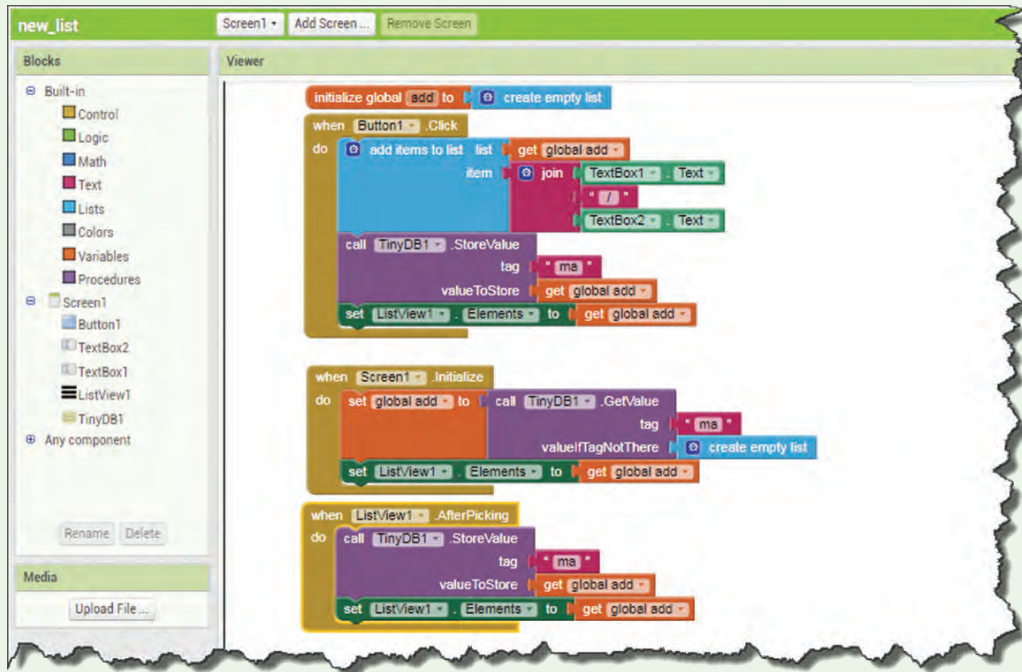 new_list
Screen1 Add Screen ... Remove Screen
Blocks
Viewer
Built-in
Control
Logic
Math
Text
Lists
Colors
Variables
Procedures
Screen1
Button1
TextBox2
TextBox1
ListView1
TinyDB1
Any component
Rename Delete
Media
Upload File ...
initialize global add to create empty list
when Button1 .Click
do add items to list list get global add
item join TextBox1 . Text
" / "
TextBox2 . Text
call TinyDB1 .StoreValue
tag " ma "
valueToStore get global add
set ListView1 . Elements to get global add
when Screen1 .Initialize
do set global add to call TinyDB1 .GetValue
tag " ma "
valueIfTagNotThere create empty list
set ListView1 . Elements to get global add
when ListView1 .AfterPicking
do call TinyDB1 .StoreValue
tag " ma "
valueToStore get global add
set ListView1 . Elements to get global add